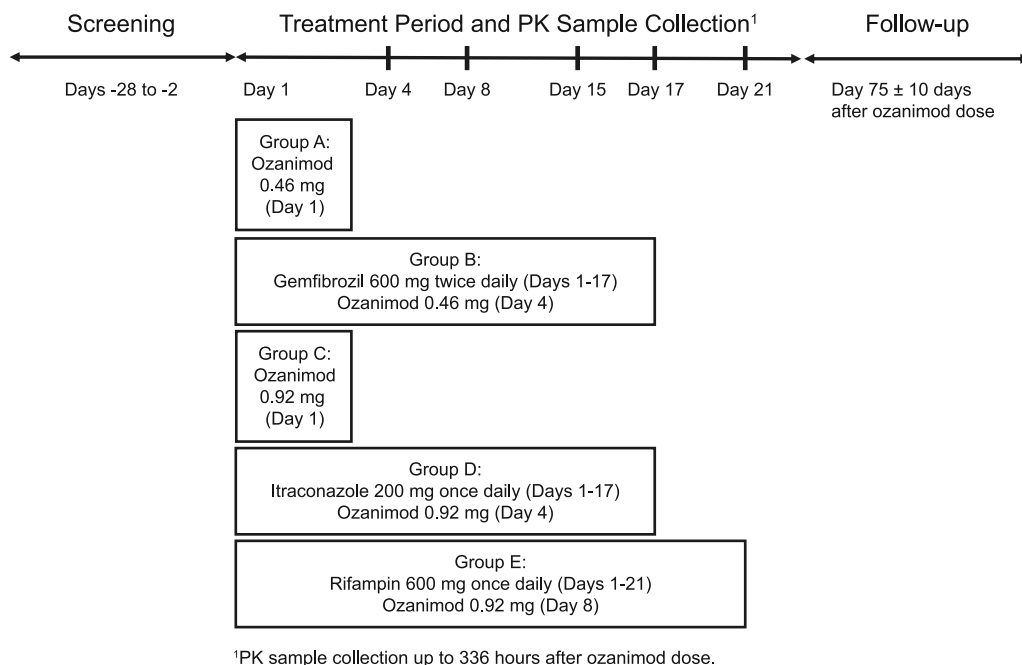 Screening
Treatment Period and PK Sample Collection¹
Follow-up
Days -28 to -2
Day 1
Day 4
Day 8
Day 15
Day 17
Day 21
Day 75 ± 10 days
after ozanimod dose
Group A:
Ozanimod
0.46 mg
(Day 1)
Group B:
Gemfibrozil 600 mg twice daily (Days 1-17)
Ozanimod 0.46 mg (Day 4)
Group C:
Ozanimod
0.92 mg
(Day 1)
Group D:
Itraconazole 200 mg once daily (Days 1-17)
Ozanimod 0.92 mg (Day 4)
Group E:
Rifampin 600 mg once daily (Days 1-21)
Ozanimod 0.92 mg (Day 8)
¹PK sample collection up to 336 hours after ozanimod dose.